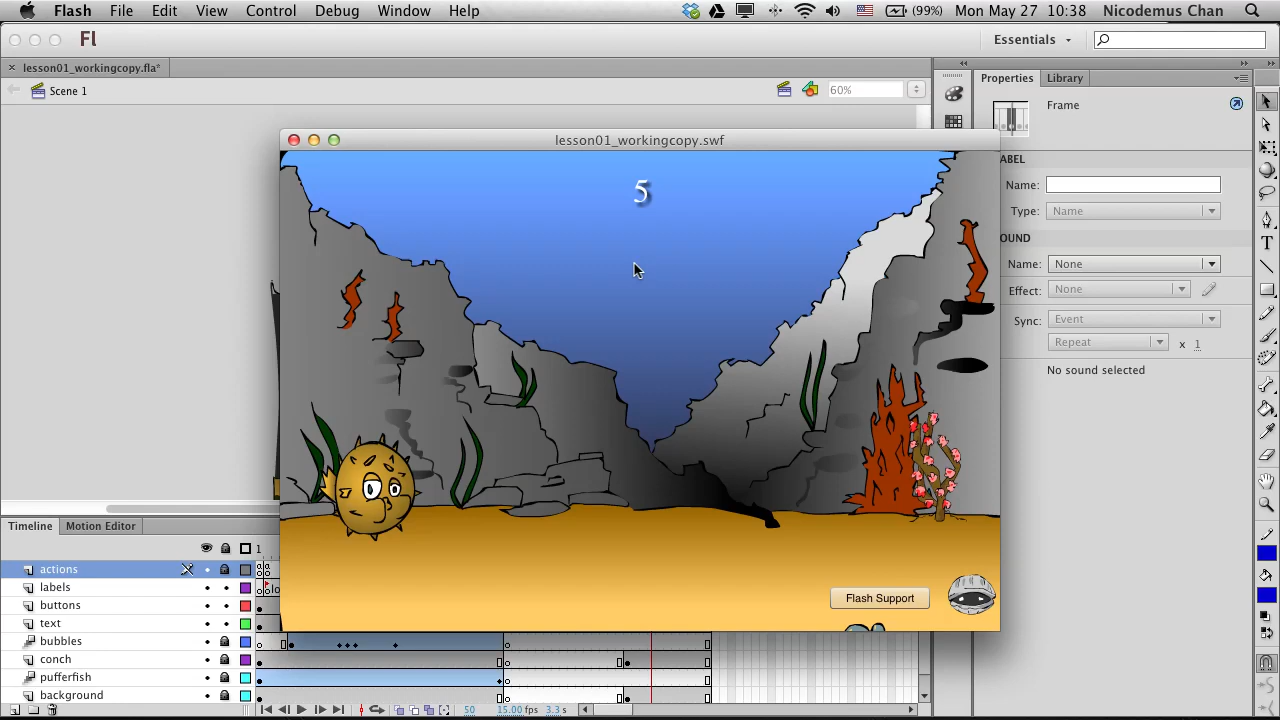 Flash File Edit View Control Debug Window Help (99%) Mon May 27 10:38 Nicodemus Chan
Fl Essentials
lesson01_workingcopy.fla*
Scene 1 60%
Properties Library
Frame
lesson01_workingcopy.swf
5
Flash Support
ABEL
Name:
Type: Name
OUND
Name: None
Effect: None
Sync: Event
Repeat x 1
No sound selected
Timeline Motion Editor
1
actions
labels
buttons
text
bubbles
conch
pufferfish
background
50 15.00 fps 3.3 s